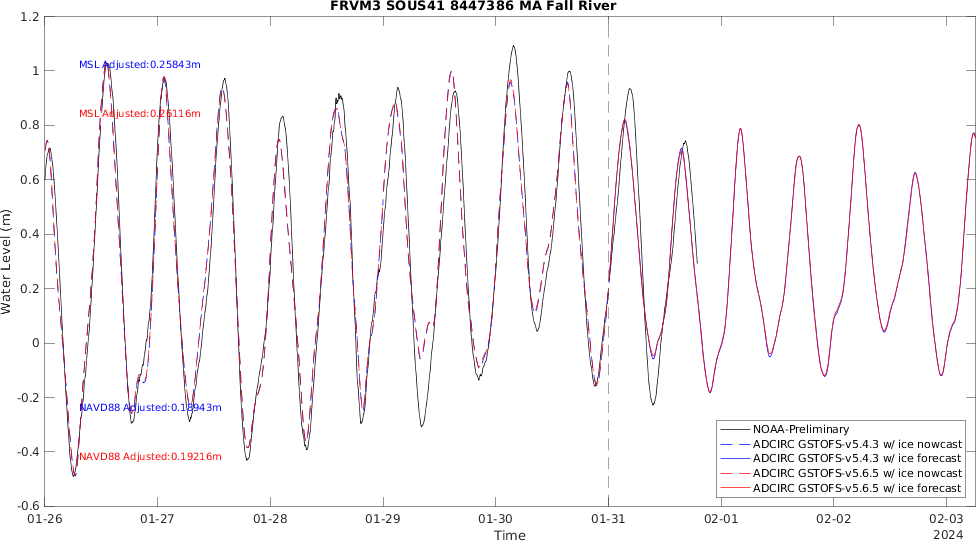 FRVM3 SOUS41 8447386 MA Fall River
1.2
1
0.8
0.6
0.4
0.2
0
-0.2
-0.4
-0.6
Water Level (m)
MSL Adjusted:0.25843m
MSL Adjusted:0.26116m
NAVD88 Adjusted:0.18943m
NAVD88 Adjusted:0.19216m
NOAA-Preliminary
ADCIRC GSTOFS-v5.4.3 w/ ice nowcast
ADCIRC GSTOFS-v5.4.3 w/ ice forecast
ADCIRC GSTOFS-v5.6.5 w/ ice nowcast
ADCIRC GSTOFS-v5.6.5 w/ ice forecast
01-26 01-27 01-28 01-29 01-30 01-31 02-01 02-02 02-03
Time
2024